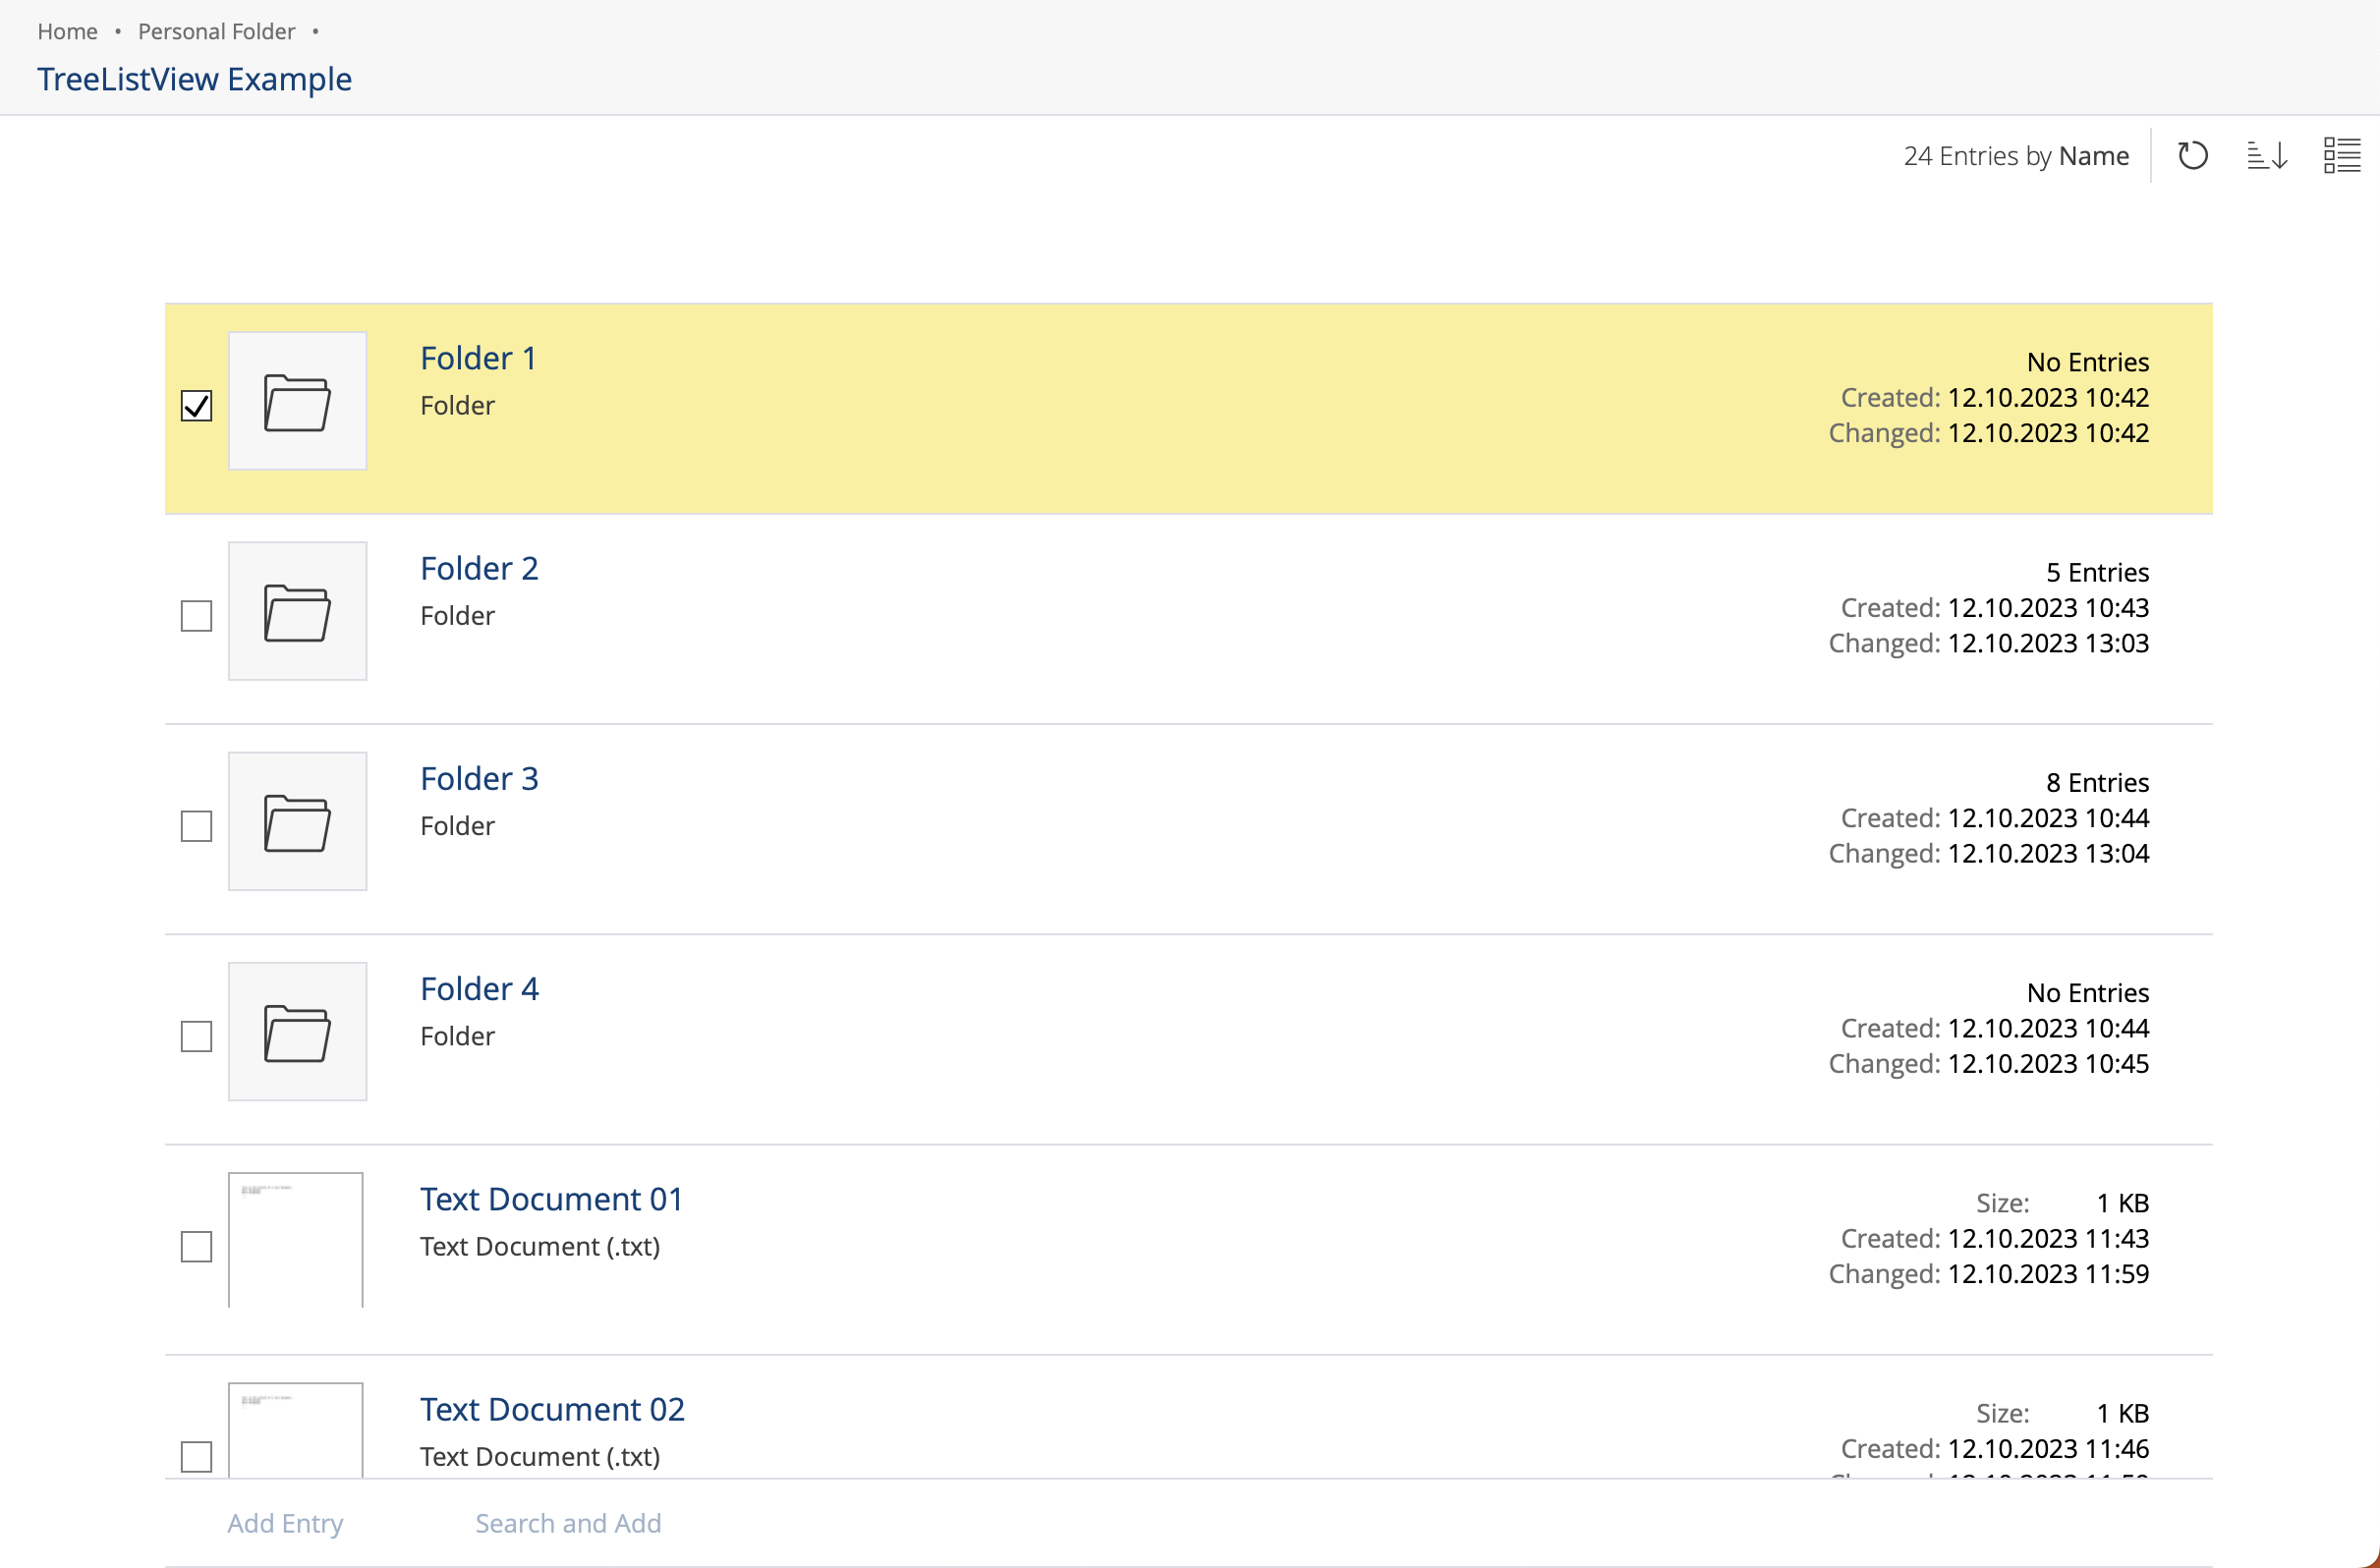 Home • Personal Folder •
TreeListView Example
24 Entries by Name
Folder 1
Folder
No Entries
Created: 12.10.2023 10:42
Changed: 12.10.2023 10:42
Folder 2
Folder
5 Entries
Created: 12.10.2023 10:43
Changed: 12.10.2023 13:03
Folder 3
Folder
8 Entries
Created: 12.10.2023 10:44
Changed: 12.10.2023 13:04
Folder 4
Folder
No Entries
Created: 12.10.2023 10:44
Changed: 12.10.2023 10:45
Text Document 01
Text Document (.txt)
Size: 1 KB
Created: 12.10.2023 11:43
Changed: 12.10.2023 11:59
Text Document 02
Text Document (.txt)
Size: 1 KB
Created: 12.10.2023 11:46
Add Entry
Search and Add